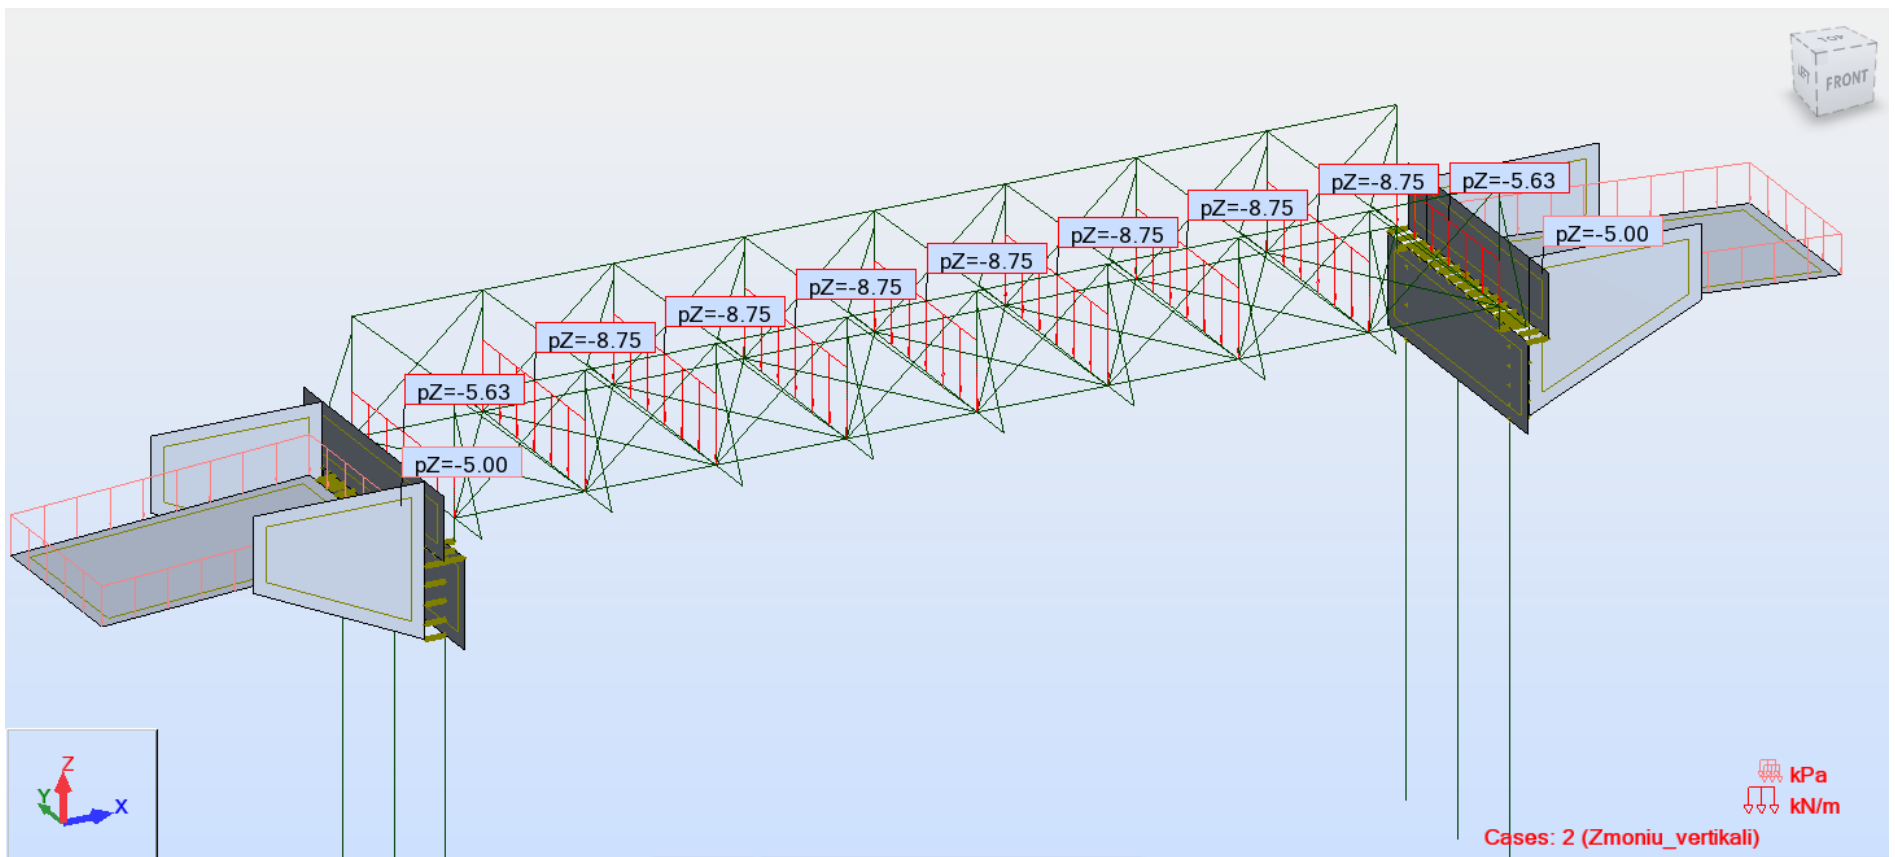 TOP
LEFT
FRONT
pZ=-8.75
pZ=-5.63
pZ=-8.75
pZ=-8.75
pZ=-5.00
pZ=-8.75
pZ=-8.75
pZ=-8.75
pZ=-8.75
pZ=-5.63
pZ=-5.00
Z
Y
X
kPa
kN/m
Cases: 2 (Zmoniu_vertikali)